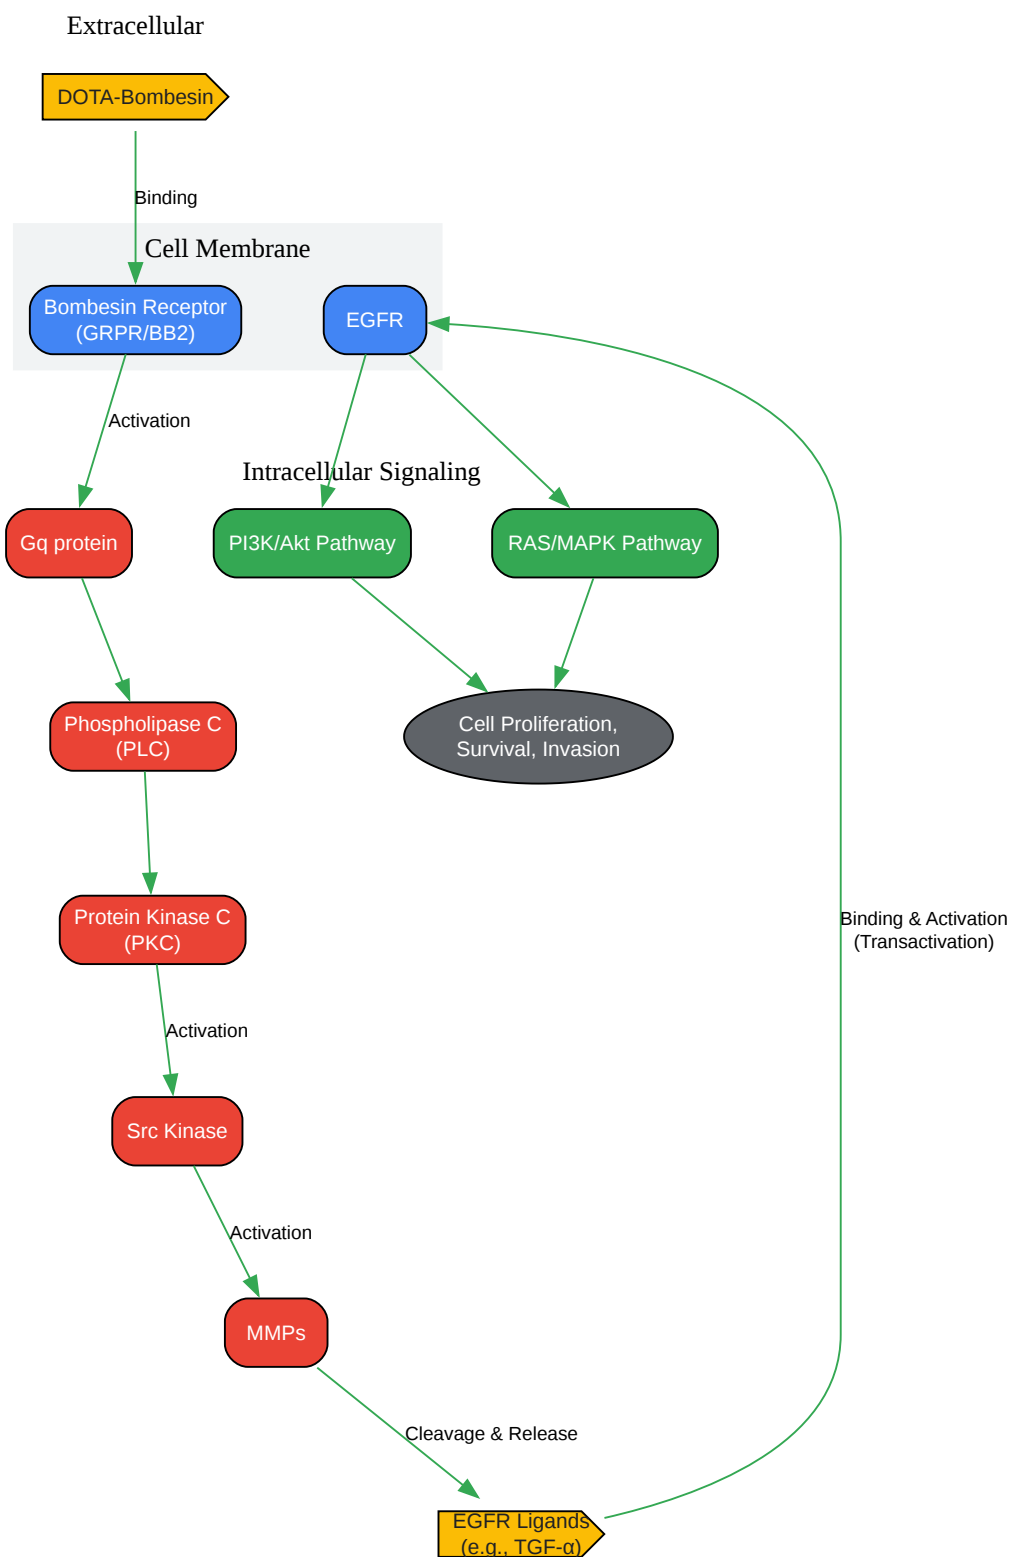 Extracellular
DOTA-Bombesin
Binding
Cell Membrane
Bombesin Receptor
(GRPR/BB2)
EGFR
Activation
Intracellular Signaling
Gq protein
PI3K/Akt Pathway
RAS/MAPK Pathway
Phospholipase C
(PLC)
Cell Proliferation,
Survival, Invasion
Protein Kinase C
(PKC)
Binding & Activation
(Transactivation)
Activation
Src Kinase
Activation
MMPs
Cleavage & Release
EGFR Ligands
(e.g., TGF-α)